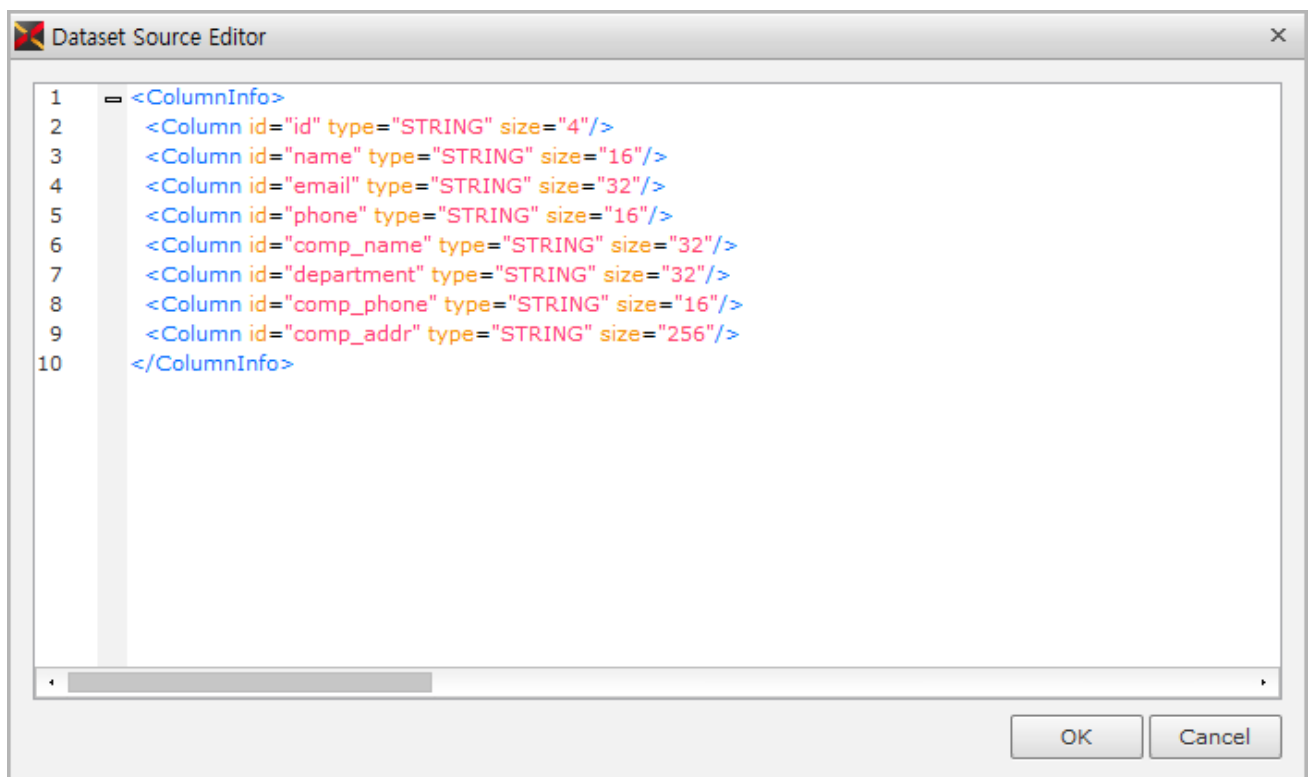 Dataset Source Editor
1 <ColumnInfo>
2 <Column id="id" type="STRING" size="4"/>
3 <Column id="name" type="STRING" size="16"/>
4 <Column id="email" type="STRING" size="32"/>
5 <Column id="phone" type="STRING" size="16"/>
6 <Column id="comp_name" type="STRING" size="32"/>
7 <Column id="department" type="STRING" size="32"/>
8 <Column id="comp_phone" type="STRING" size="16"/>
9 <Column id="comp_addr" type="STRING" size="256"/>
10 </ColumnInfo>
OK Cancel